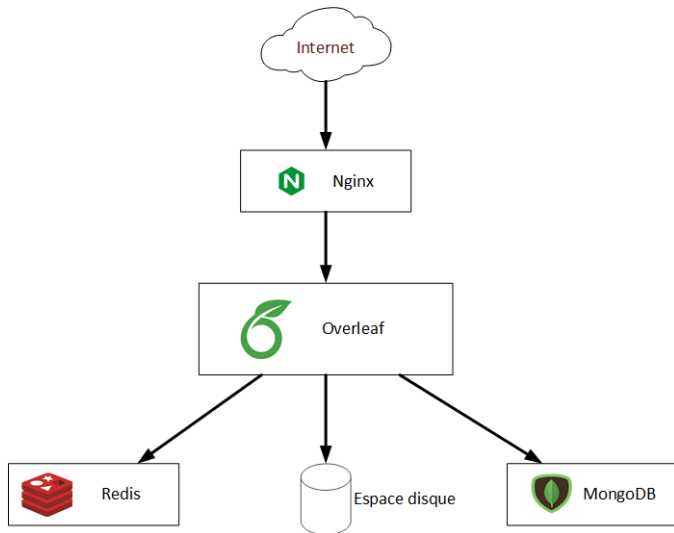 Internet
Nginx
Overleaf
Redis
Espace disque
MongoDB